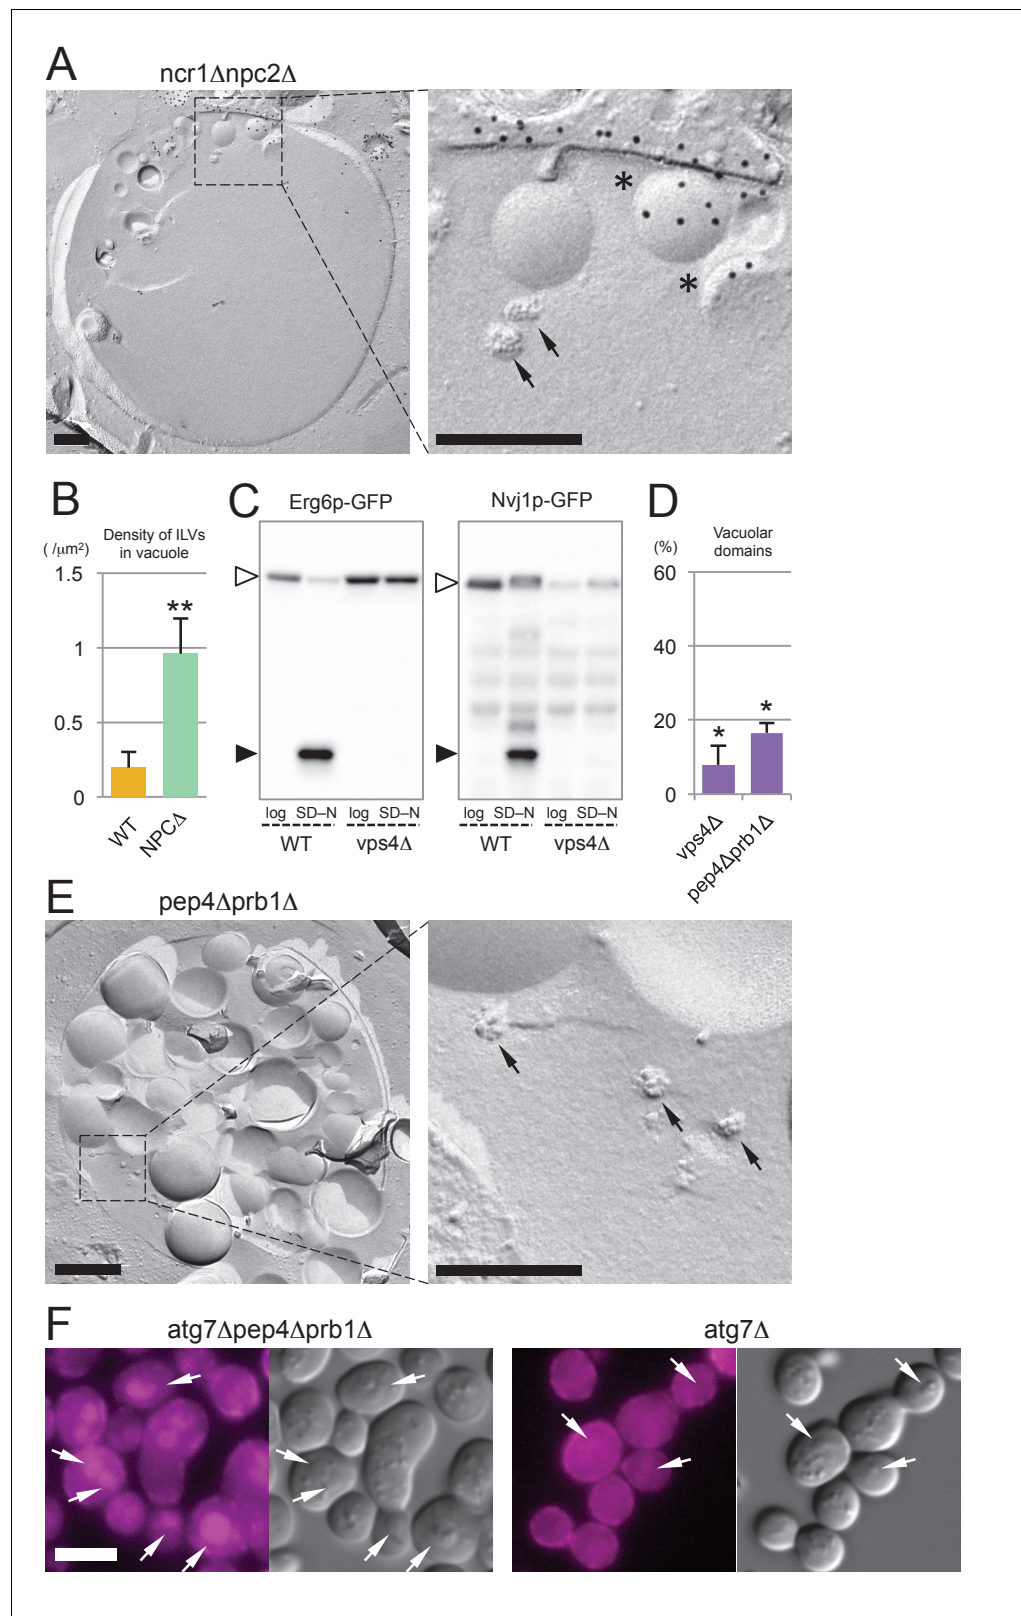 A
ncr1Δnpc2Δ
*
*
B
Density of ILVs
in vacuole
( /μm²)
1.5
1
0.5
0
**
WT
NPCΔ
C
Erg6p-GFP
Nvj1p-GFP
log SD–N log SD–N
WT vps4Δ
log SD–N log SD–N
WT vps4Δ
D
Vacuolar
domains
(%)
60
40
20
0
*
*
vps4Δ
pep4Δprb1Δ
E
pep4Δprb1Δ
F
atg7Δpep4Δprb1Δ
atg7Δ